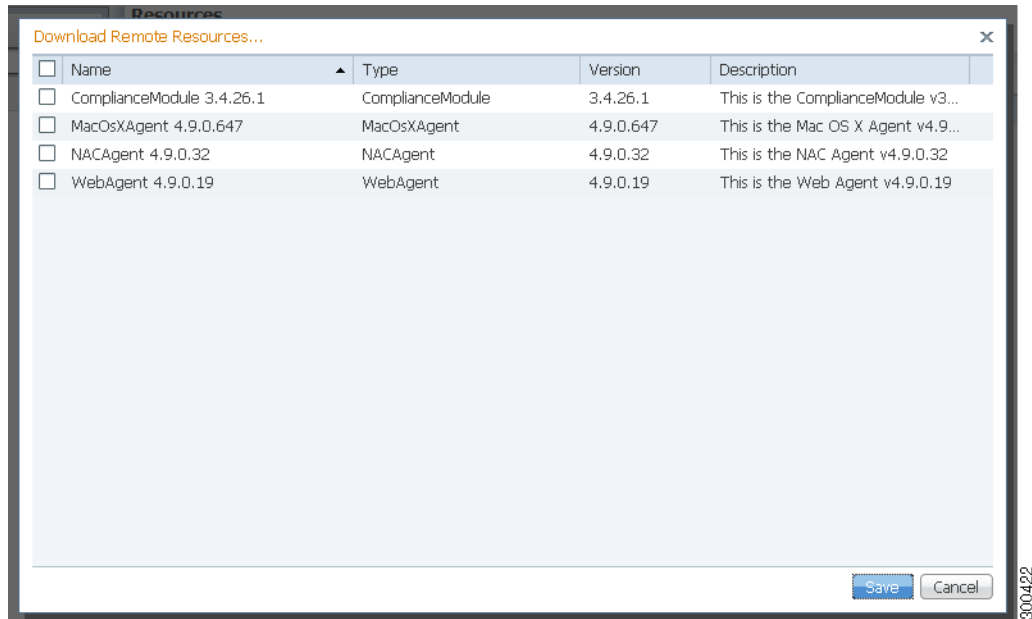 Resources
Download Remote Resources...
Name Type Version Description
ComplianceModule 3.4.26.1 ComplianceModule 3.4.26.1 This is the ComplianceModule v3...
MacOsXAgent 4.9.0.647 MacOsXAgent 4.9.0.647 This is the Mac OS X Agent v4.9...
NACAgent 4.9.0.32 NACAgent 4.9.0.32 This is the NAC Agent v4.9.0.32
WebAgent 4.9.0.19 WebAgent 4.9.0.19 This is the Web Agent v4.9.0.19
Save Cancel
300422